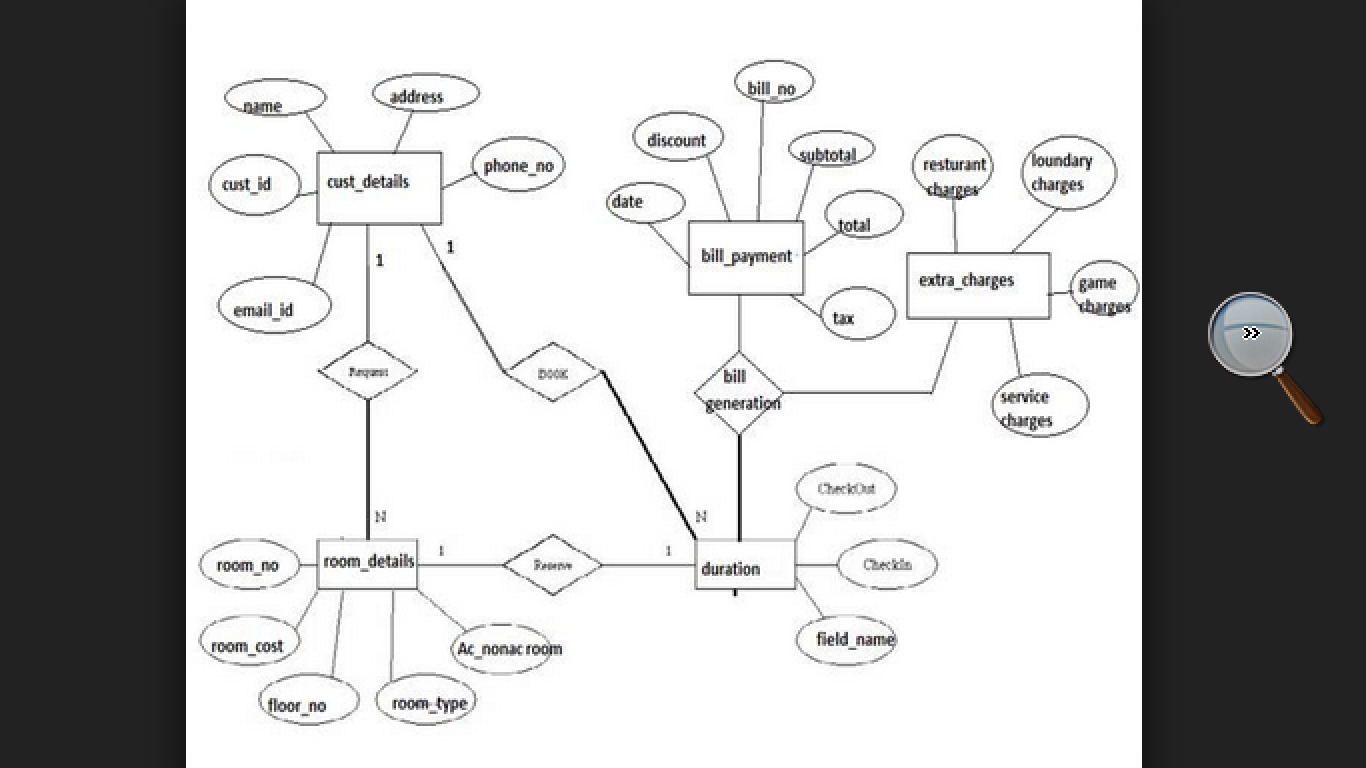 bill_no
name
address
discount
subtotal
phone_no
resturant
charges
loundary
charges
cust_id
cust_details
date
total
bill_payment
extra_charges
game
charges
1
1
email_id
tax
Request
BOOK
bill
generation
service
charges
CheckOut
N
N
room_no
room_details
1
Reserve
1
duration
CheckIn
room_cost
Ac_nonac room
field_name
floor_no
room_type